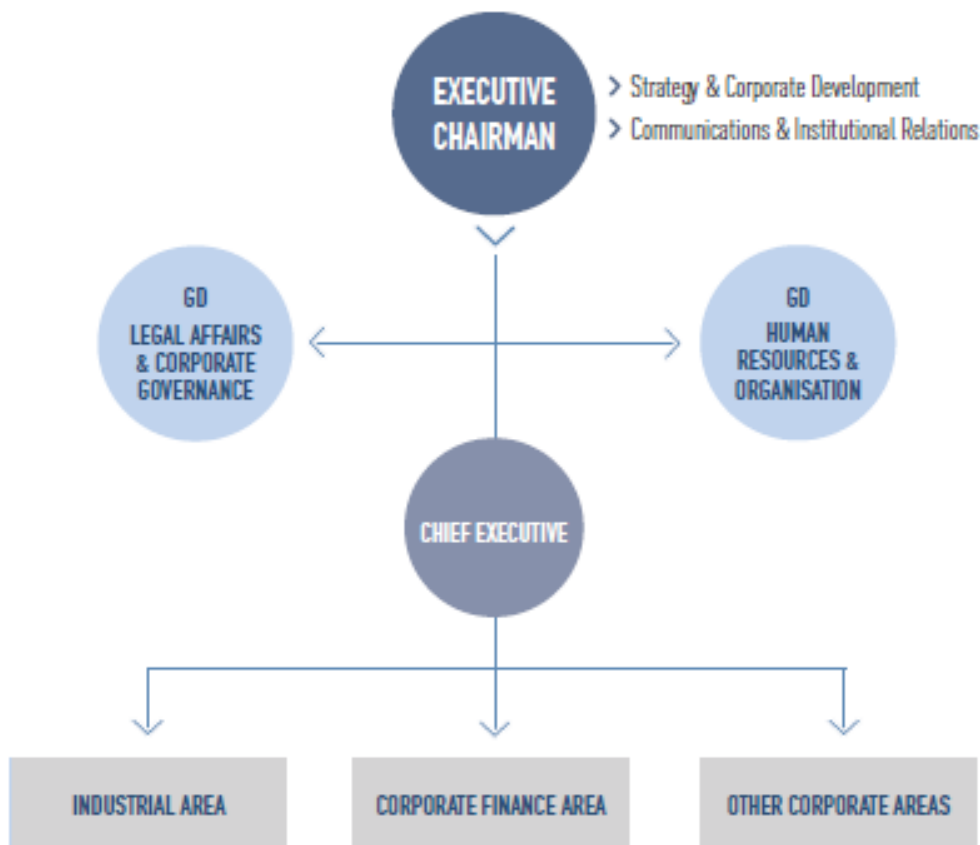 EXECUTIVE
CHAIRMAN
Strategy & Corporate Development
Communications & Institutional Relations
GD
LEGAL AFFAIRS
& CORPORATE
GOVERNANCE
GD
HUMAN
RESOURCES &
ORGANISATION
CHIEF EXECUTIVE
INDUSTRIAL AREA
CORPORATE FINANCE AREA
OTHER CORPORATE AREAS